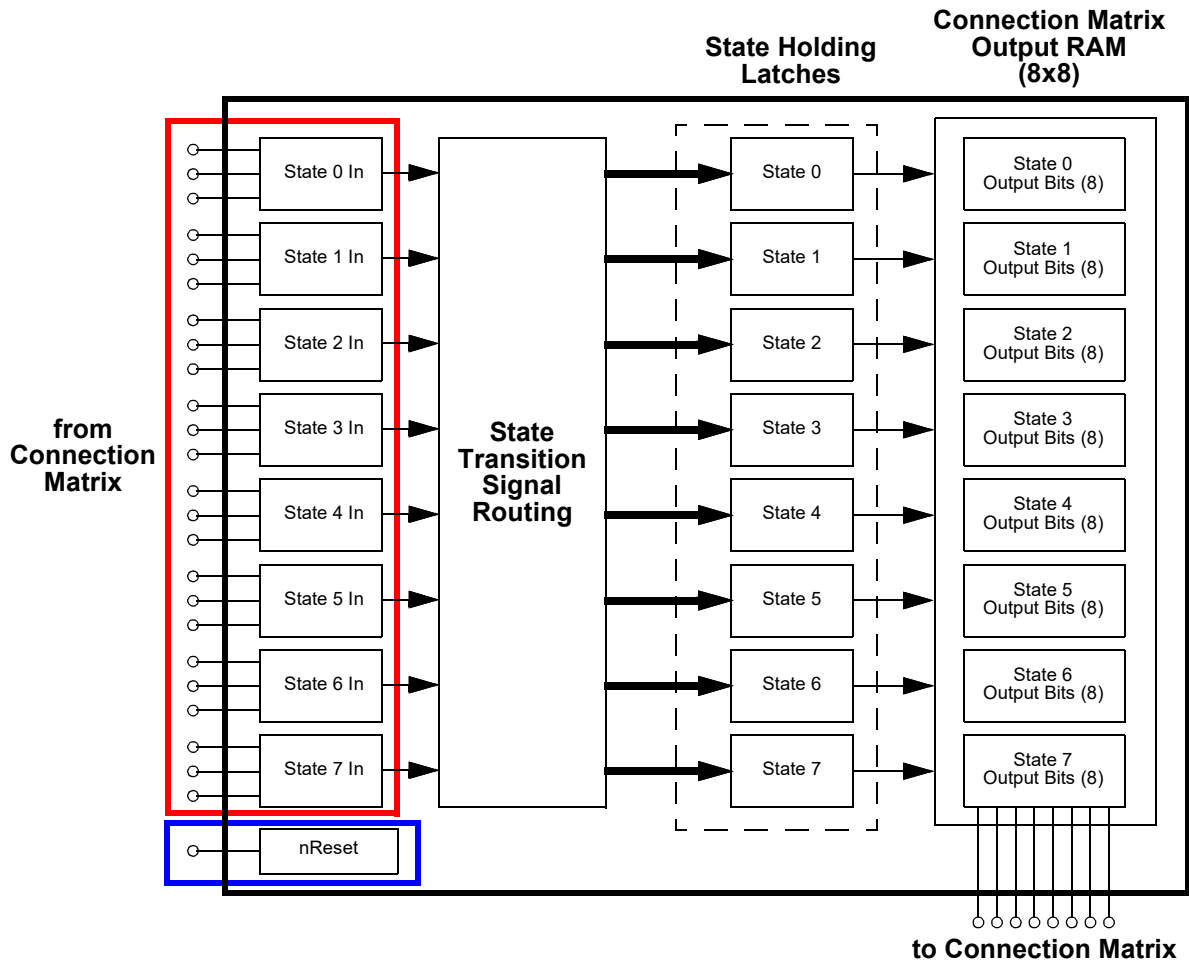 Connection Matrix
Output RAM
(8x8)
State Holding
Latches
from
Connection
Matrix
State 0 In
State 1 In
State 2 In
State 3 In
State 4 In
State 5 In
State 6 In
State 7 In
nReset
State
Transition
Signal
Routing
State 0
State 1
State 2
State 3
State 4
State 5
State 6
State 7
State 0
Output Bits (8)
State 1
Output Bits (8)
State 2
Output Bits (8)
State 3
Output Bits (8)
State 4
Output Bits (8)
State 5
Output Bits (8)
State 6
Output Bits (8)
State 7
Output Bits (8)
to Connection Matrix